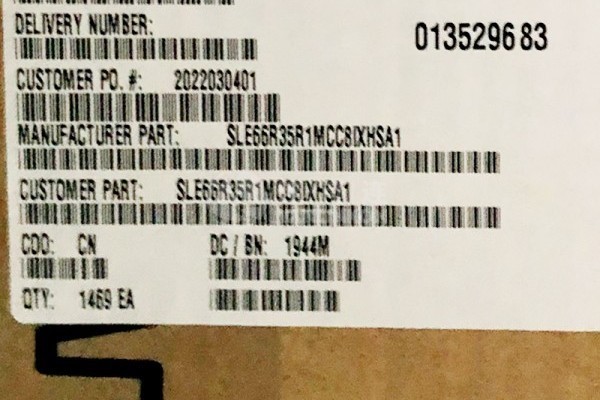 DELIVERY NUMBER:
013529683
CUSTOMER PO. #: 2022030401
MANUFACTURER PART: SLE66R35R1MCC8IXHSA1
CUSTOMER PART: SLE66R35R1MCC8IXHSA1
COO: CN DC / BN: 1944M
QTY: 1469 EA